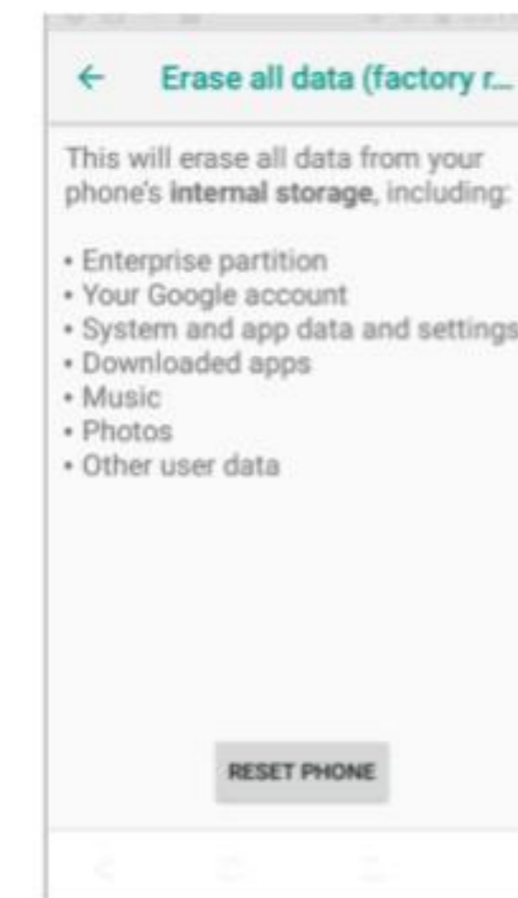 ← Erase all data (factory r...
This will erase all data from your
phone's internal storage, including:
• Enterprise partition
• Your Google account
• System and app data and settings
• Downloaded apps
• Music
• Photos
• Other user data
RESET PHONE